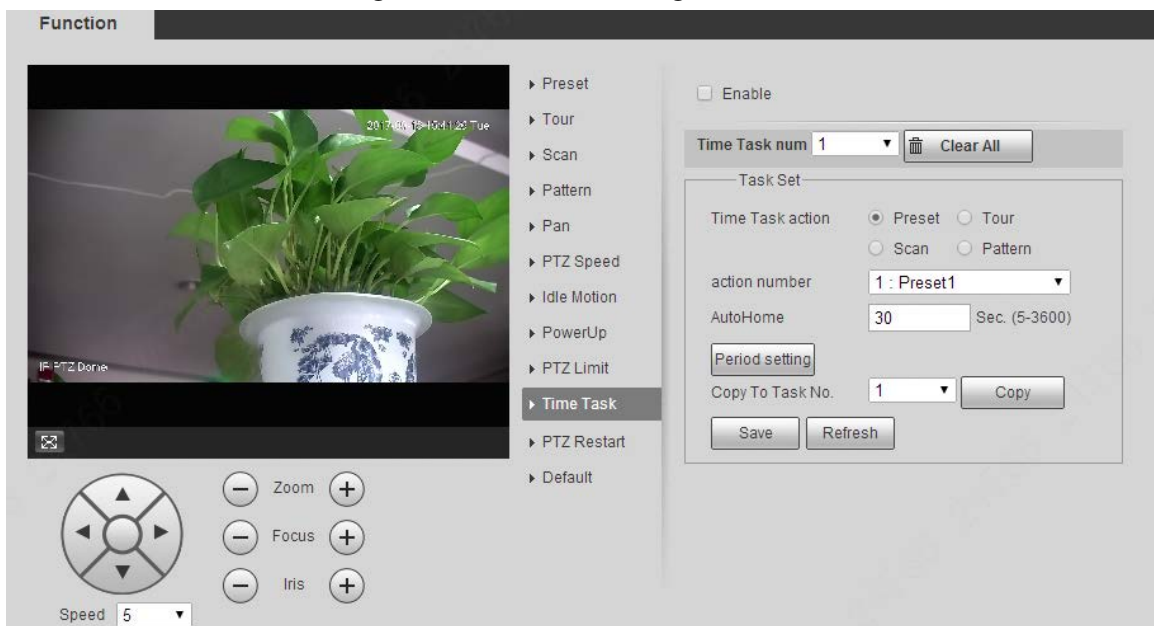 Function
IP PTZ Dome
Zoom
Focus
Iris
Speed 5
Preset
Tour
Scan
Pattern
Pan
PTZ Speed
Idle Motion
PowerUp
PTZ Limit
Time Task
PTZ Restart
Default
Enable
Time Task num 1 Clear All
Task Set
Time Task action Preset Tour
Scan Pattern
action number 1 : Preset1
AutoHome 30 Sec. (5-3600)
Period setting
Copy To Task No. 1 Copy
Save Refresh